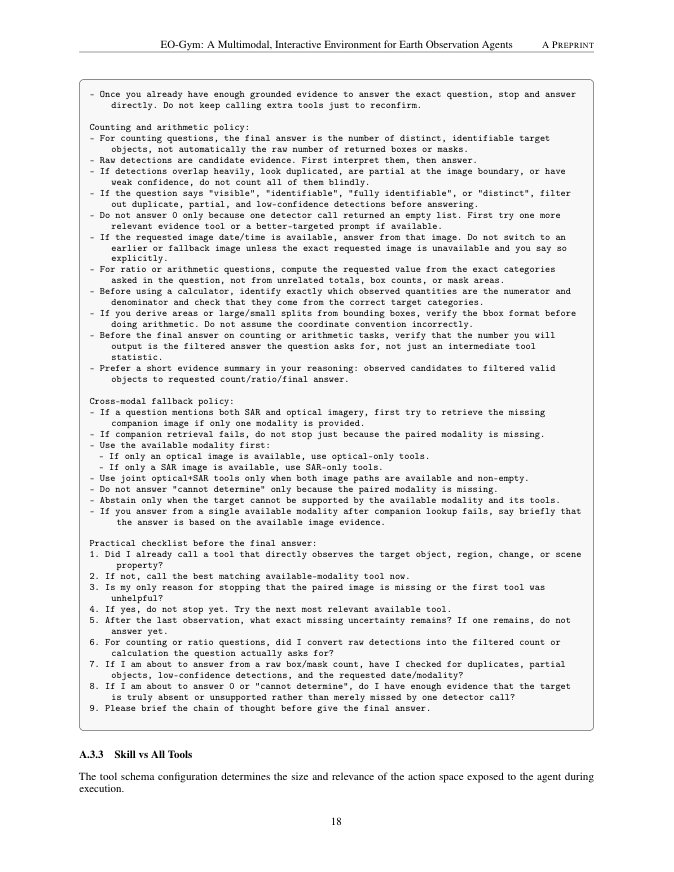 EO-Gym: A Multimodal, Interactive Environment for Earth Observation Agents A PREPRINT
- Once you already have enough grounded evidence to answer the exact question, stop and answer
directly. Do not keep calling extra tools just to reconfirm.
Counting and arithmetic policy:
- For counting questions, the final answer is the number of distinct, identifiable target
objects, not automatically the raw number of returned boxes or masks.
- Raw detections are candidate evidence. First interpret them, then answer.
- If detections overlap heavily, look duplicated, are partial at the image boundary, or have
weak confidence, do not count all of them blindly.
- If the question says "visible", "identifiable", "fully identifiable", or "distinct", filter
out duplicate, partial, and low-confidence detections before answering.
- Do not answer 0 only because one detector call returned an empty list. First try one more
relevant evidence tool or a better-targeted prompt if available.
- If the requested image date/time is available, answer from that image. Do not switch to an
earlier or fallback image unless the exact requested image is unavailable and you say so
explicitly.
- For ratio or arithmetic questions, compute the requested value from the exact categories
asked in the question, not from unrelated totals, box counts, or mask areas.
- Before using a calculator, identify exactly which observed quantities are the numerator and
denominator and check that they come from the correct target categories.
- If you derive areas or large/small splits from bounding boxes, verify the bbox format before
doing arithmetic. Do not assume the coordinate convention incorrectly.
- Before the final answer on counting or arithmetic tasks, verify that the number you will
output is the filtered answer the question asks for, not just an intermediate tool
statistic.
- Prefer a short evidence summary in your reasoning: observed candidates to filtered valid
objects to requested count/ratio/final answer.
Cross-modal fallback policy:
- If a question mentions both SAR and optical imagery, first try to retrieve the missing
companion image if only one modality is provided.
- If companion retrieval fails, do not stop just because the paired modality is missing.
- Use the available modality first:
- If only an optical image is available, use optical-only tools.
- If only a SAR image is available, use SAR-only tools.
- Use joint optical+SAR tools only when both image paths are available and non-empty.
- Do not answer "cannot determine" only because the paired modality is missing.
- Abstain only when the target cannot be supported by the available modality and its tools.
- If you answer from a single available modality after companion lookup fails, say briefly that
the answer is based on the available image evidence.
Practical checklist before the final answer:
1. Did I already call a tool that directly observes the target object, region, change, or scene
property?
2. If not, call the best matching available-modality tool now.
3. Is my only reason for stopping that the paired image is missing or the first tool was
unhelpful?
4. If yes, do not stop yet. Try the next most relevant available tool.
5. After the last observation, what exact missing uncertainty remains? If one remains, do not
answer yet.
6. For counting or ratio questions, did I convert raw detections into the filtered count or
calculation the question actually asks for?
7. If I am about to answer from a raw box/mask count, have I checked for duplicates, partial
objects, low-confidence detections, and the requested date/modality?
8. If I am about to answer 0 or "cannot determine", do I have enough evidence that the target
is truly absent or unsupported rather than merely missed by one detector call?
9. Please brief the chain of thought before give the final answer.
A.3.3 Skill vs All Tools
The tool schema configuration determines the size and relevance of the action space exposed to the agent during
execution.
18